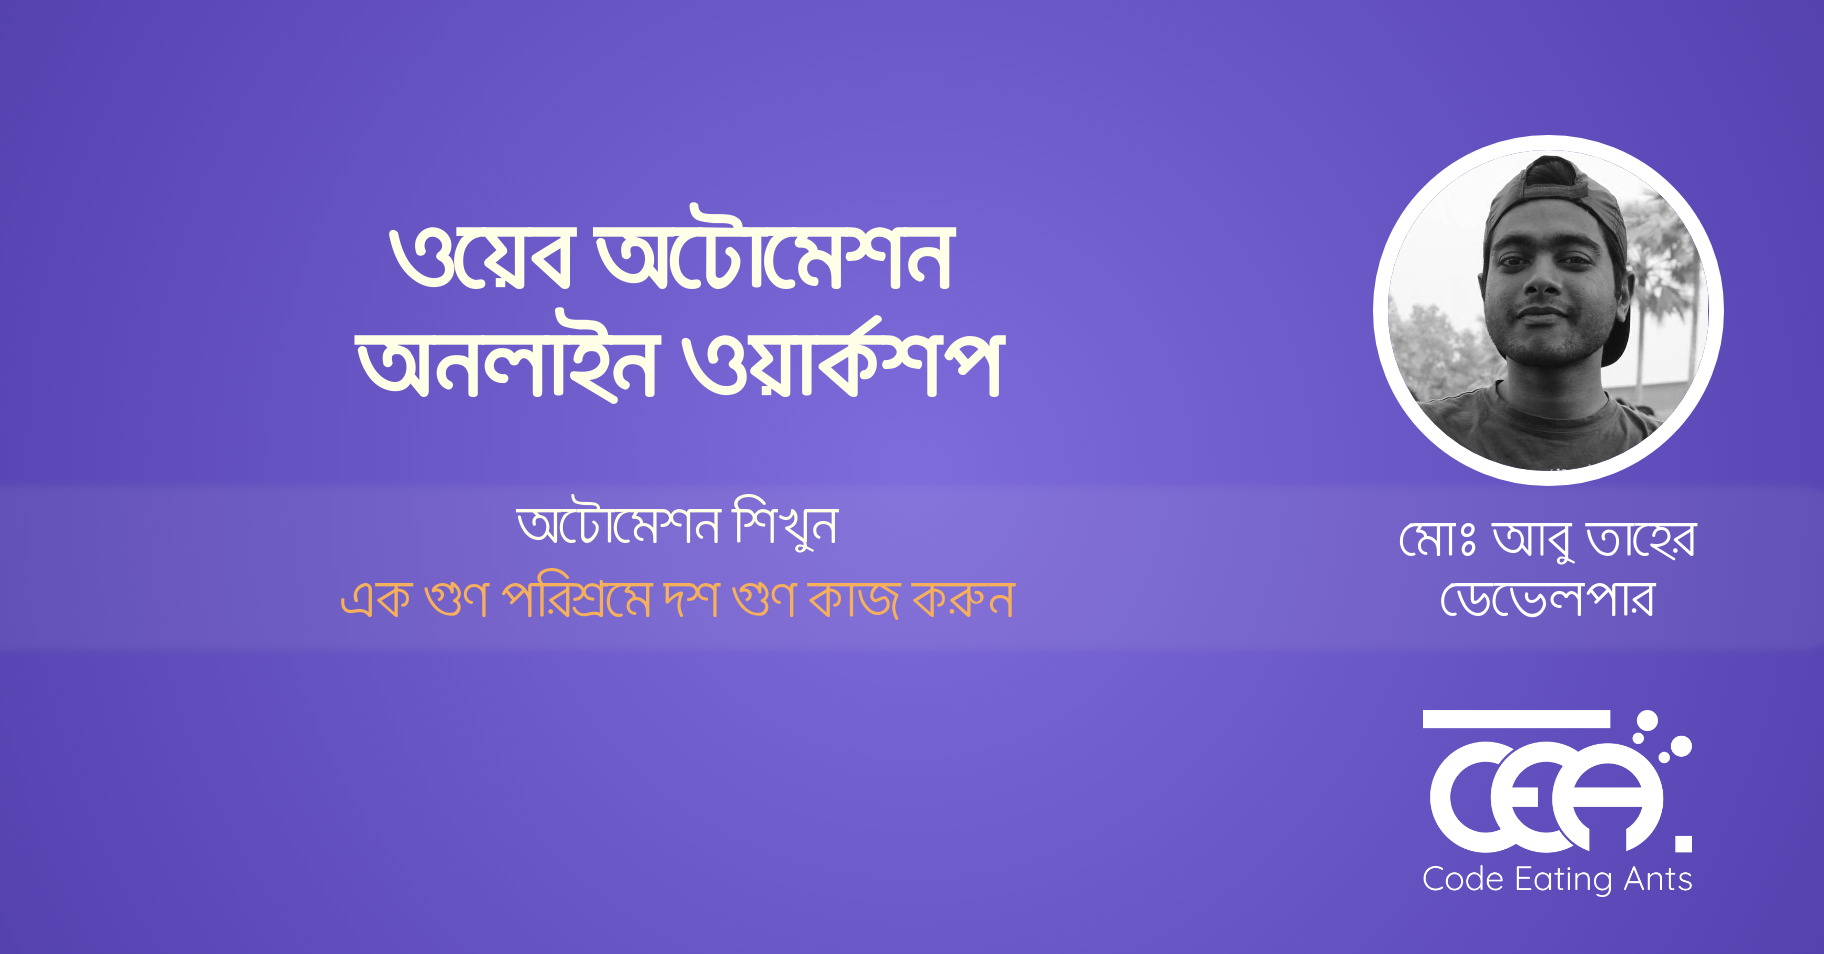 ওয়েব অটোমেশন
অনলাইন ওয়ার্কশপ
অটোমেশন শিখুন
এক গুণ পরিশ্রমে দশ গুণ কাজ করুন
মোঃ আবু তাহের
ডেভেলপার
CEA.
Code Eating Ants